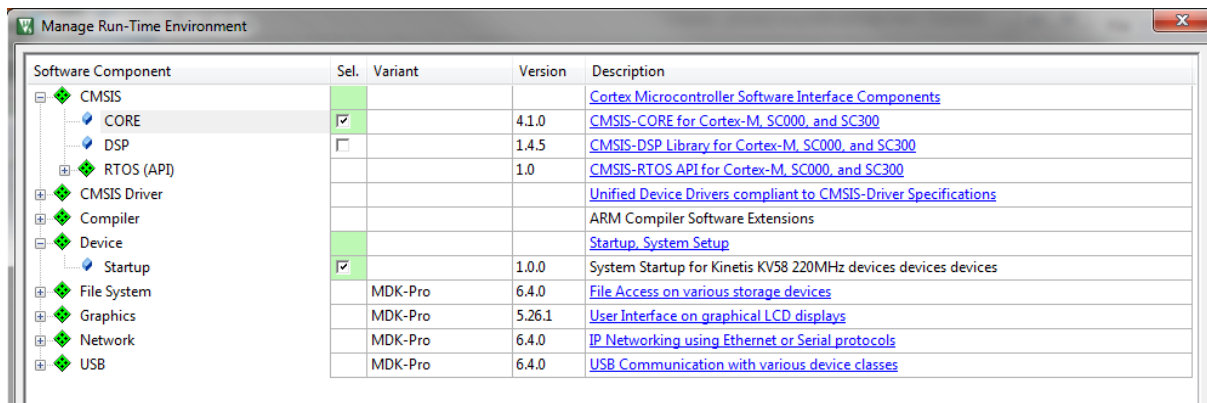 Manage Run-Time Environment
Software Component Sel. Variant Version Description
CMSIS Cortex Microcontroller Software Interface Components
CORE 4.1.0 CMSIS-CORE for Cortex-M, SC000, and SC300
DSP 1.4.5 CMSIS-DSP Library for Cortex-M, SC000, and SC300
RTOS (API) 1.0 CMSIS-RTOS API for Cortex-M, SC000, and SC300
CMSIS Driver Unified Device Drivers compliant to CMSIS-Driver Specifications
Compiler ARM Compiler Software Extensions
Device Startup, System Setup
Startup 1.0.0 System Startup for Kinetis KV58 220MHz devices devices devices
File System MDK-Pro 6.4.0 File Access on various storage devices
Graphics MDK-Pro 5.26.1 User Interface on graphical LCD displays
Network MDK-Pro 6.4.0 IP Networking using Ethernet or Serial protocols
USB MDK-Pro 6.4.0 USB Communication with various device classes